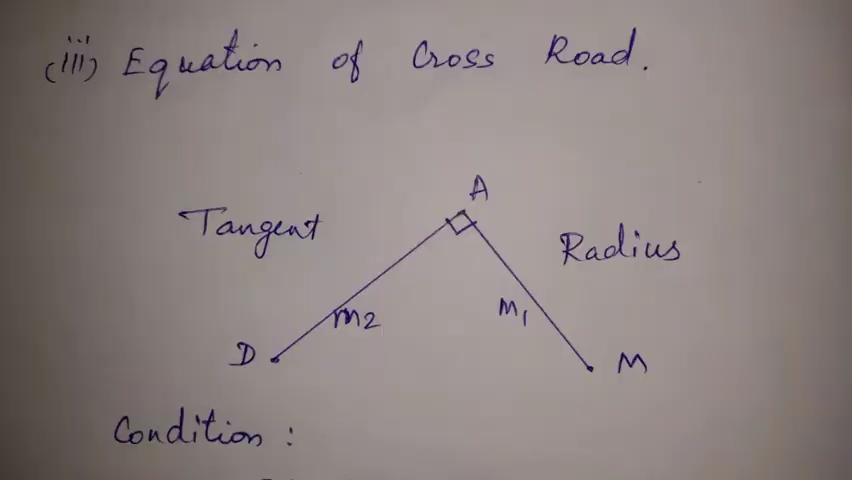 (iii) Equation of Cross Road.
A
Tangent
Radius
m2
m1
D
M
Condition :